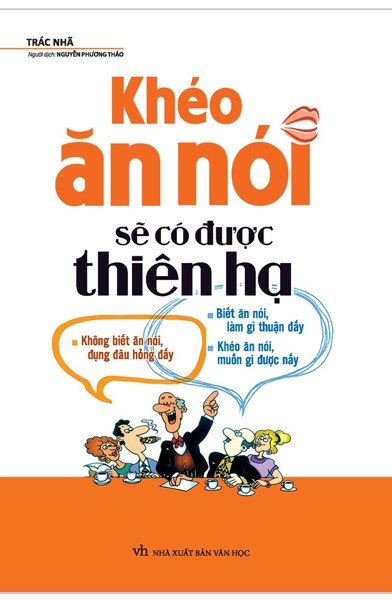 TRÁC NHÃ
Người dịch: NGUYỄN PHƯƠNG THẢO
Khéo
ăn nói
sẽ có được
thiên hạ
Không biết ăn nói,
đụng đâu hỏng đấy
Biết ăn nói,
làm gì thuận đấy
Khéo ăn nói,
muốn gì được nấy
vh NHÀ XUẤT BẢN VĂN HỌC